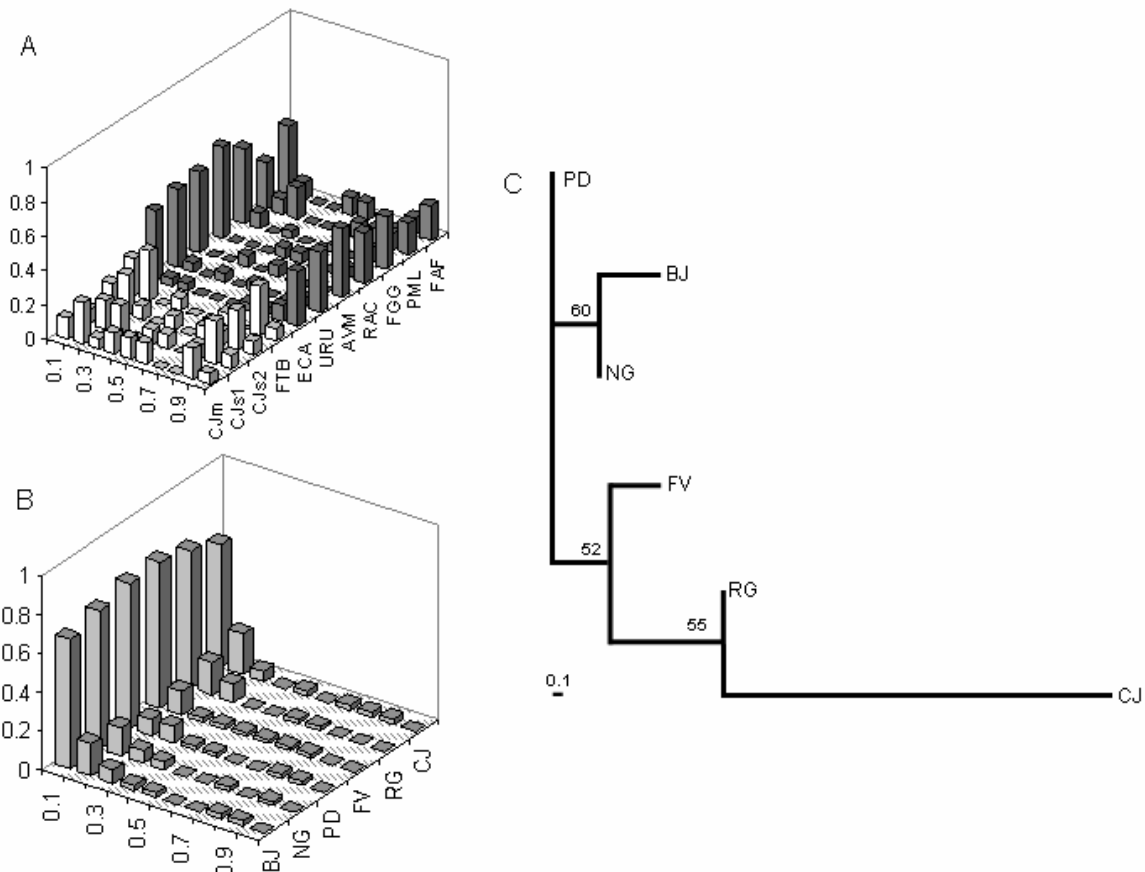 A
1
0.8
0.6
0.4
0.2
0
0.1
0.3
0.5
0.7
0.9
CJm
CJs1
CJs2
FTB
ECA
URU
AVM
RAC
FGG
PML
FAF
B
1
0.8
0.6
0.4
0.2
0
0.1
0.3
0.5
0.7
0.9
BJ
NG
PD
FV
RG
CJ
C
PD
BJ
60
NG
FV
52
RG
55
0.1
CJ